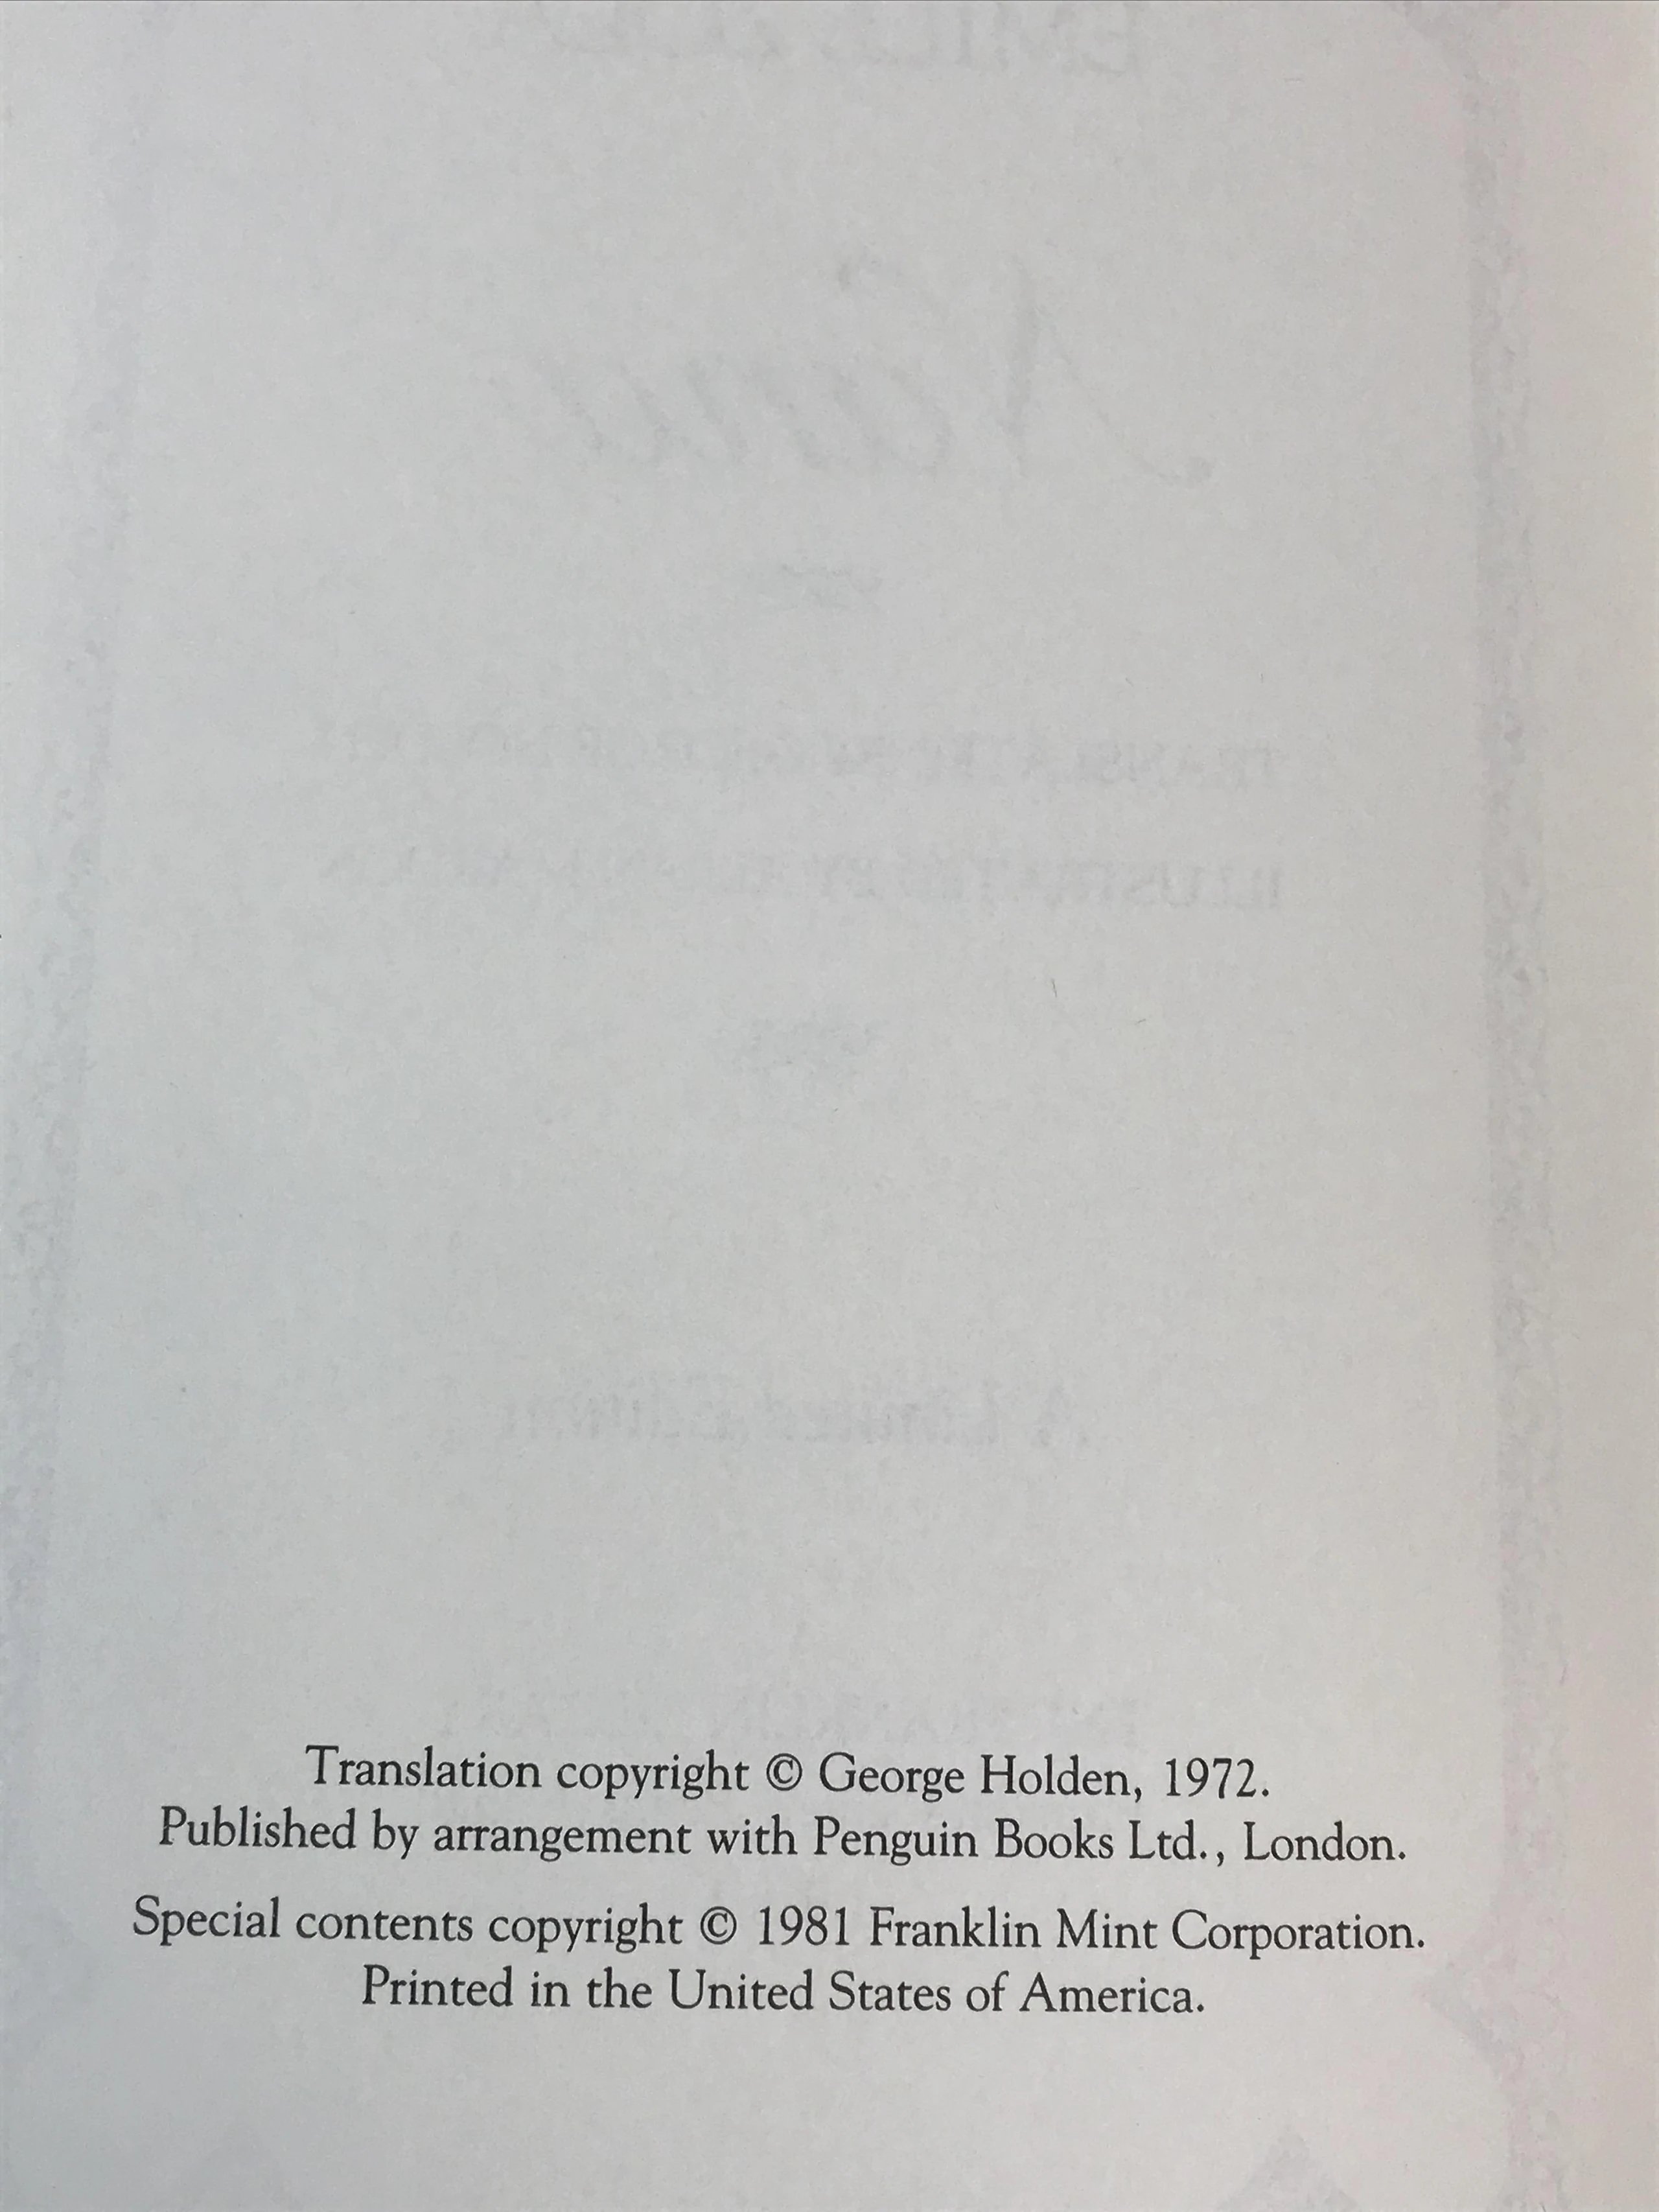 Translation copyright © George Holden, 1972.
Published by arrangement with Penguin Books Ltd., London.
Special contents copyright © 1981 Franklin Mint Corporation.
Printed in the United States of America.